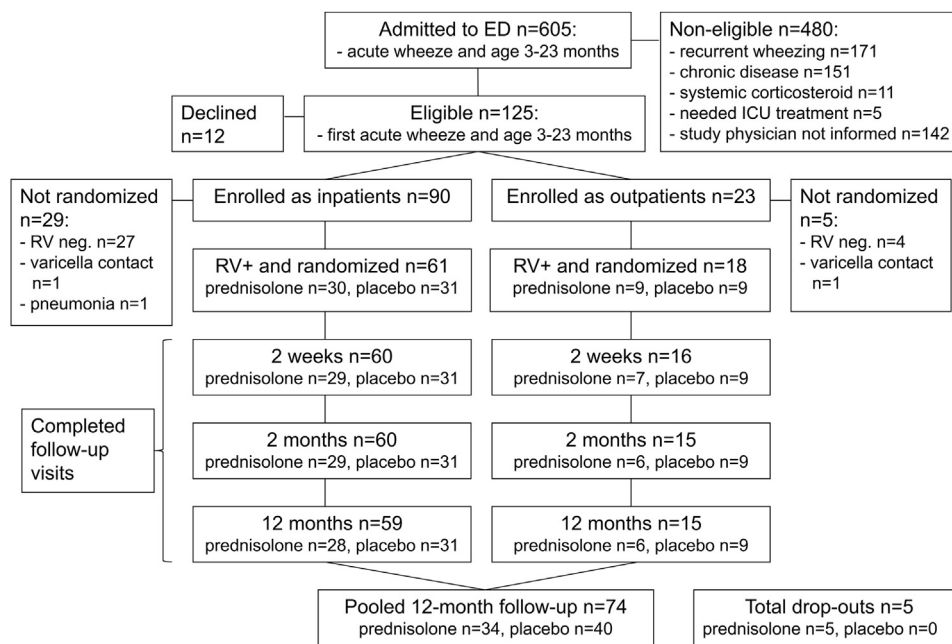 Admitted to ED n=605:
- acute wheeze and age 3-23 months
Non-eligible n=480:
- recurrent wheezing n=171
- chronic disease n=151
- systemic corticosteroid n=11
- needed ICU treatment n=5
- study physician not informed n=142
Declined
n=12
Eligible n=125:
- first acute wheeze and age 3-23 months
Not randomized
n=29:
- RV neg. n=27
- varicella contact
n=1
- pneumonia n=1
Enrolled as inpatients n=90
Enrolled as outpatients n=23
Not randomized
n=5:
- RV neg. n=4
- varicella contact
n=1
RV+ and randomized n=61
prednisolone n=30, placebo n=31
RV+ and randomized n=18
prednisolone n=9, placebo n=9
Completed
follow-up
visits
2 weeks n=60
prednisolone n=29, placebo n=31
2 weeks n=16
prednisolone n=7, placebo n=9
2 months n=60
prednisolone n=29, placebo n=31
2 months n=15
prednisolone n=6, placebo n=9
12 months n=59
prednisolone n=28, placebo n=31
12 months n=15
prednisolone n=6, placebo n=9
Pooled 12-month follow-up n=74
prednisolone n=34, placebo n=40
Total drop-outs n=5
prednisolone n=5, placebo n=0